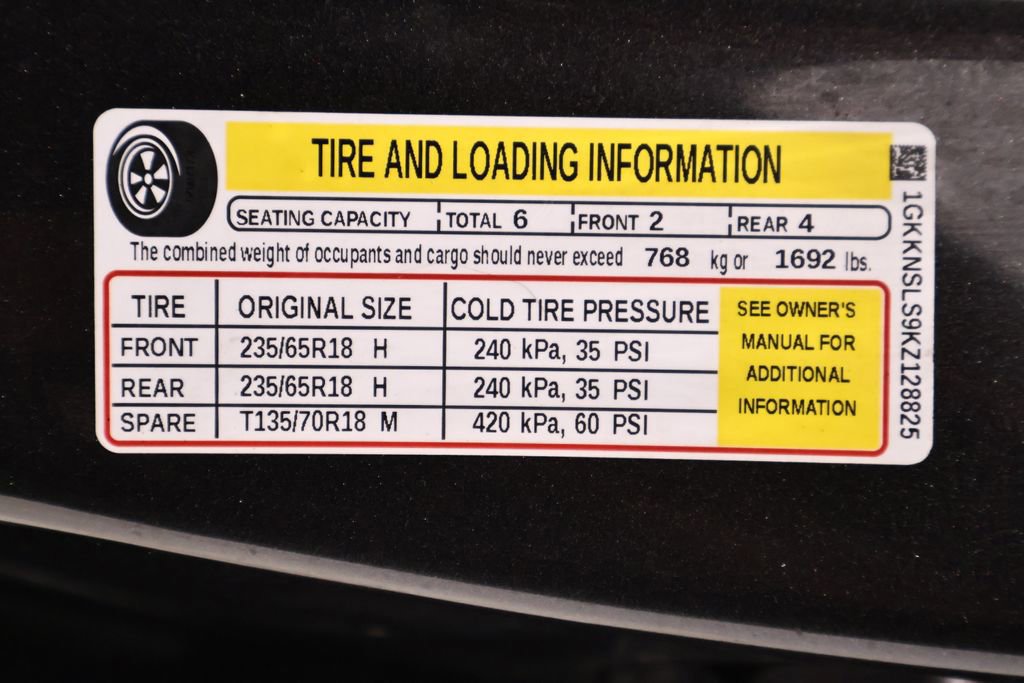 TIRE AND LOADING INFORMATION
SEATING CAPACITY TOTAL 6 FRONT 2 REAR 4
The combined weight of occupants and cargo should never exceed 768 kg or 1692 lbs.
TIRE ORIGINAL SIZE COLD TIRE PRESSURE
FRONT 235/65R18 H 240 kPa, 35 PSI
REAR 235/65R18 H 240 kPa, 35 PSI
SPARE T135/70R18 M 420 kPa, 60 PSI
SEE OWNER'S
MANUAL FOR
ADDITIONAL
INFORMATION
1GKKNSLS9KZ128825